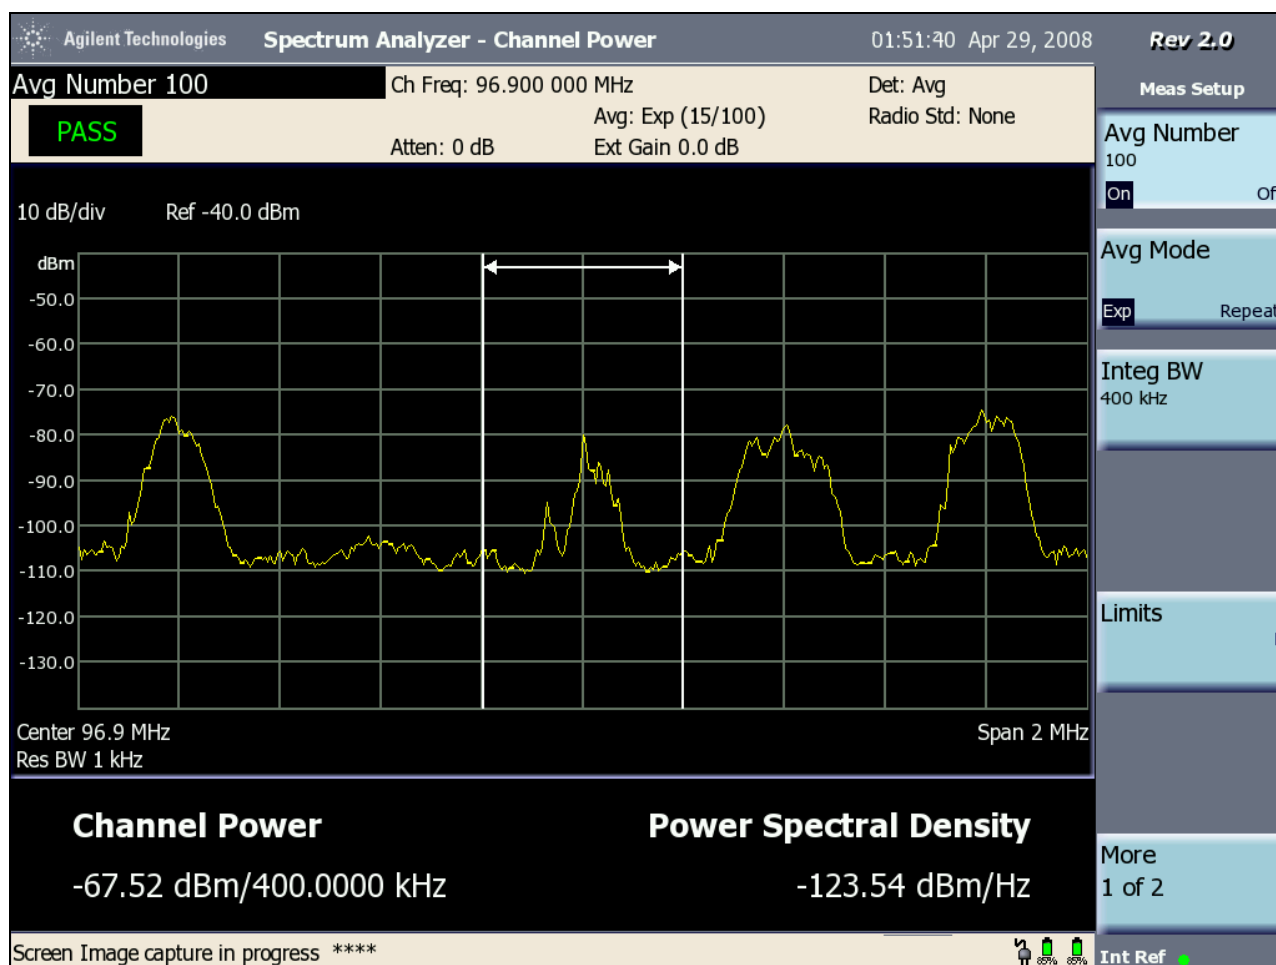 Agilent Technologies Spectrum Analyzer - Channel Power 01:51:40 Apr 29, 2008 Rev 2.0
Avg Number 100
PASS
Ch Freq: 96.900 000 MHz
Avg: Exp (15/100)
Atten: 0 dB Ext Gain 0.0 dB
Det: Avg
Radio Std: None
10 dB/div Ref -40.0 dBm
dBm
-50.0
-60.0
-70.0
-80.0
-90.0
-100.0
-110.0
-120.0
-130.0
Center 96.9 MHz Span 2 MHz
Res BW 1 kHz
Channel Power Power Spectral Density
-67.52 dBm/400.0000 kHz -123.54 dBm/Hz
Screen Image capture in progress ****
85% 85%
Meas Setup
Avg Number
100
On Of
Avg Mode
Exp Repeat
Integ BW
400 kHz
Limits
More
1 of 2
Int Ref